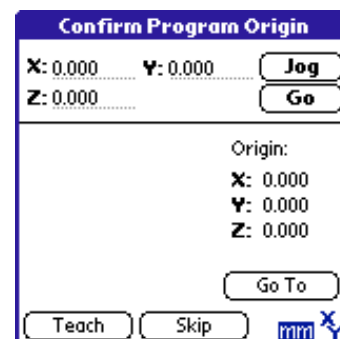 Confirm Program Origin
X: 0.000 Y: 0.000 Jog
Z: 0.000 Go
Origin:
X: 0.000
Y: 0.000
Z: 0.000
Go To
Teach Skip mm X Y